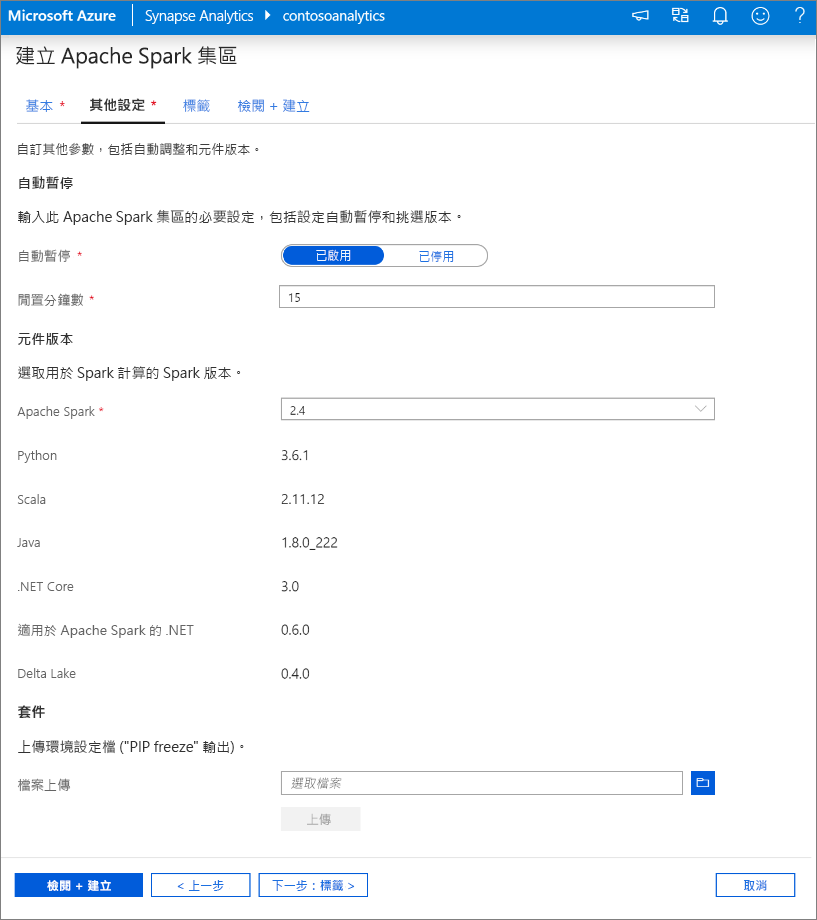 Microsoft Azure Synapse Analytics contosoanalytics ?
建立 Apache Spark 集區
基本 * 其他設定 * 標籤 檢閱 + 建立
自訂其他參數，包括自動調整和元件版本。
自動暫停
輸入此 Apache Spark 集區的必要設定，包括設定自動暫停和挑選版本。
自動暫停 * 已啟用 已停用
閒置分鐘數 * 15
元件版本
選取用於 Spark 計算的 Spark 版本。
Apache Spark * 2.4
Python 3.6.1
Scala 2.11.12
Java 1.8.0_222
.NET Core 3.0
適用於 Apache Spark 的 .NET 0.6.0
Delta Lake 0.4.0
套件
上傳環境設定檔 ("PIP freeze" 輸出)。
檔案上傳 選取檔案
上傳
檢閱 + 建立 < 上一步 下一步：標籤 > 取消